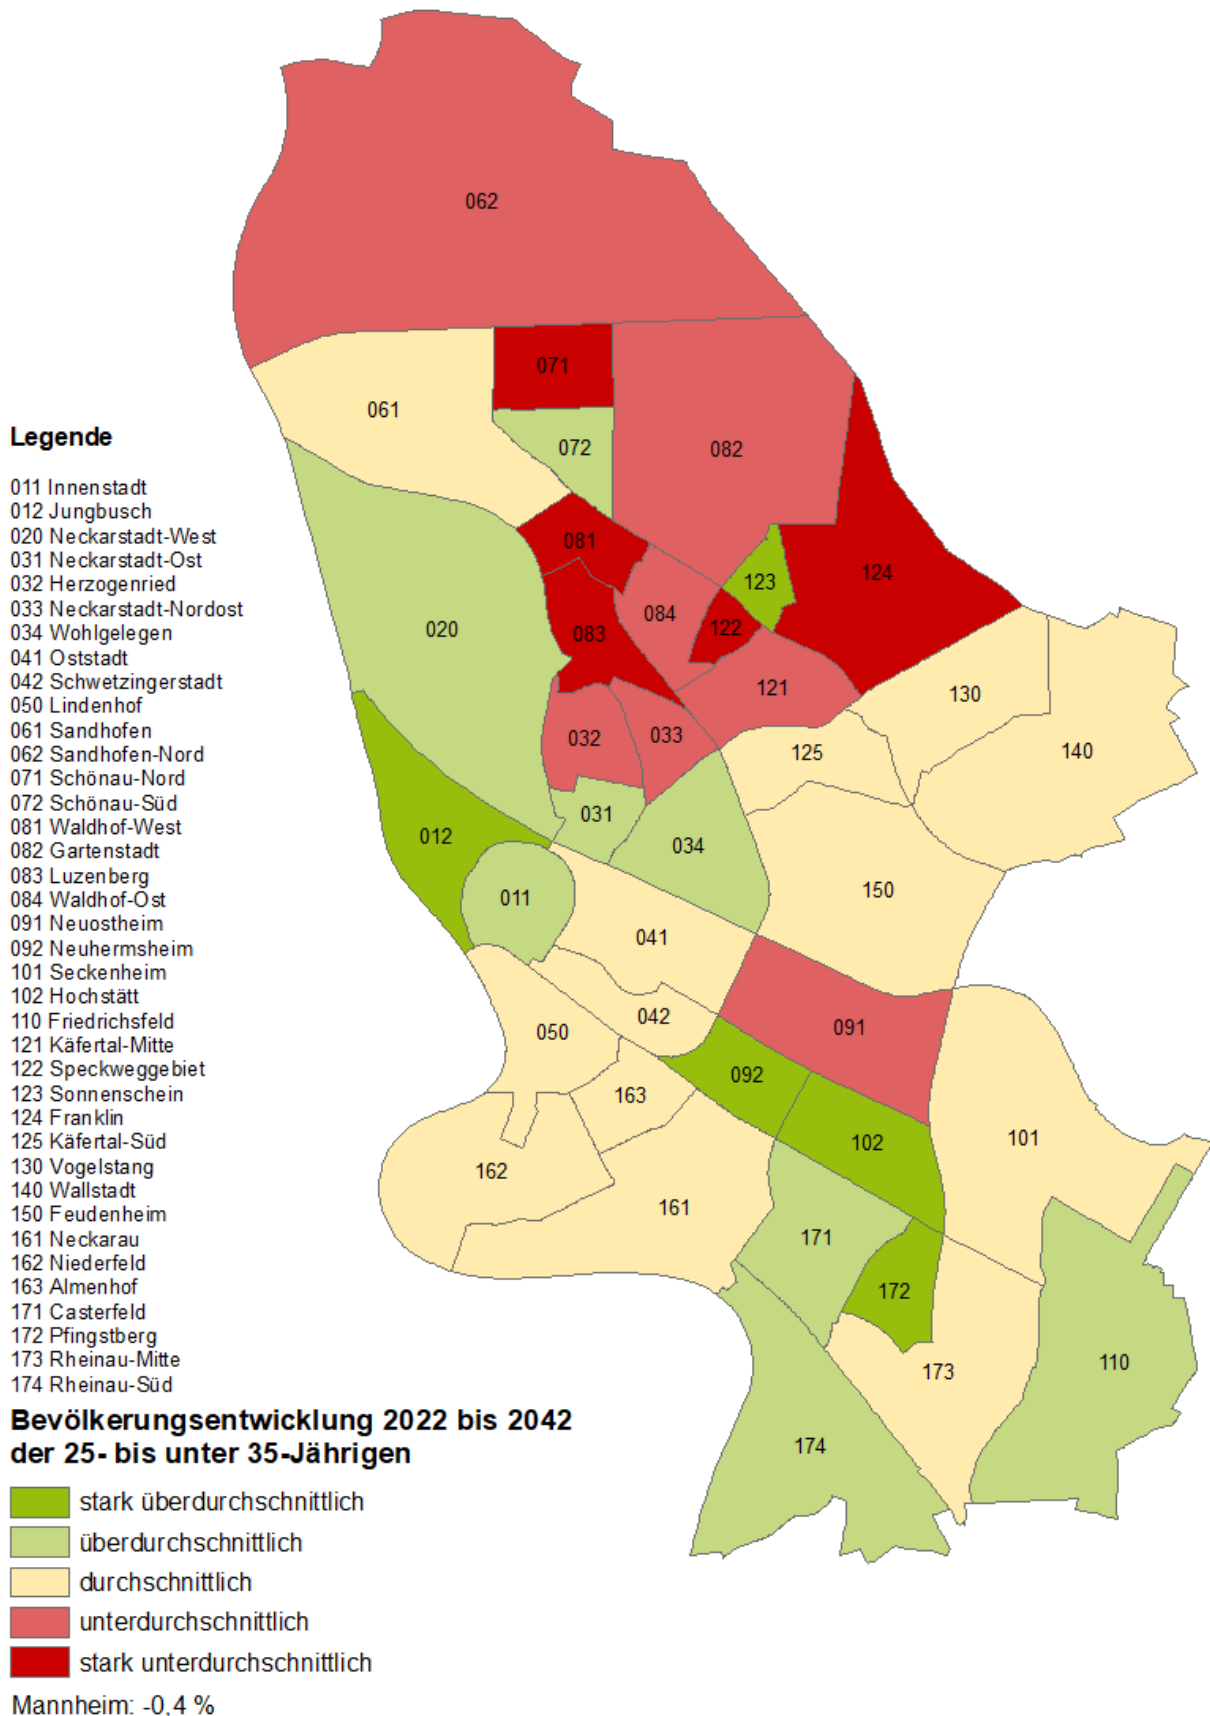 062
071
061
072
082
081
124
123
084
122
083
020
121
130
032
033
125
140
031
012
034
011
150
041
042
091
050
092
163
102
101
162
161
171
172
173
110
174
Legende
011 Innenstadt
012 Jungbusch
020 Neckarstadt-West
031 Neckarstadt-Ost
032 Herzogenried
033 Neckarstadt-Nordost
034 Wohlgelegen
041 Oststadt
042 Schwetzingerstadt
050 Lindenhof
061 Sandhofen
062 Sandhofen-Nord
071 Schönau-Nord
072 Schönau-Süd
081 Waldhof-West
082 Gartenstadt
083 Luzenberg
084 Waldhof-Ost
091 Neuostheim
092 Neuhermsheim
101 Seckenheim
102 Hochstätt
110 Friedrichsfeld
121 Käfertal-Mitte
122 Speckweggebiet
123 Sonnenschein
124 Franklin
125 Käfertal-Süd
130 Vogelstang
140 Wallstadt
150 Feudenheim
161 Neckarau
162 Niederfeld
163 Almenhof
171 Casterfeld
172 Pfingstberg
173 Rheinau-Mitte
174 Rheinau-Süd
Bevölkerungsentwicklung 2022 bis 2042
der 25- bis unter 35-Jährigen
stark überdurchschnittlich
überdurchschnittlich
durchschnittlich
unterdurchschnittlich
stark unterdurchschnittlich
Mannheim: -0,4 %